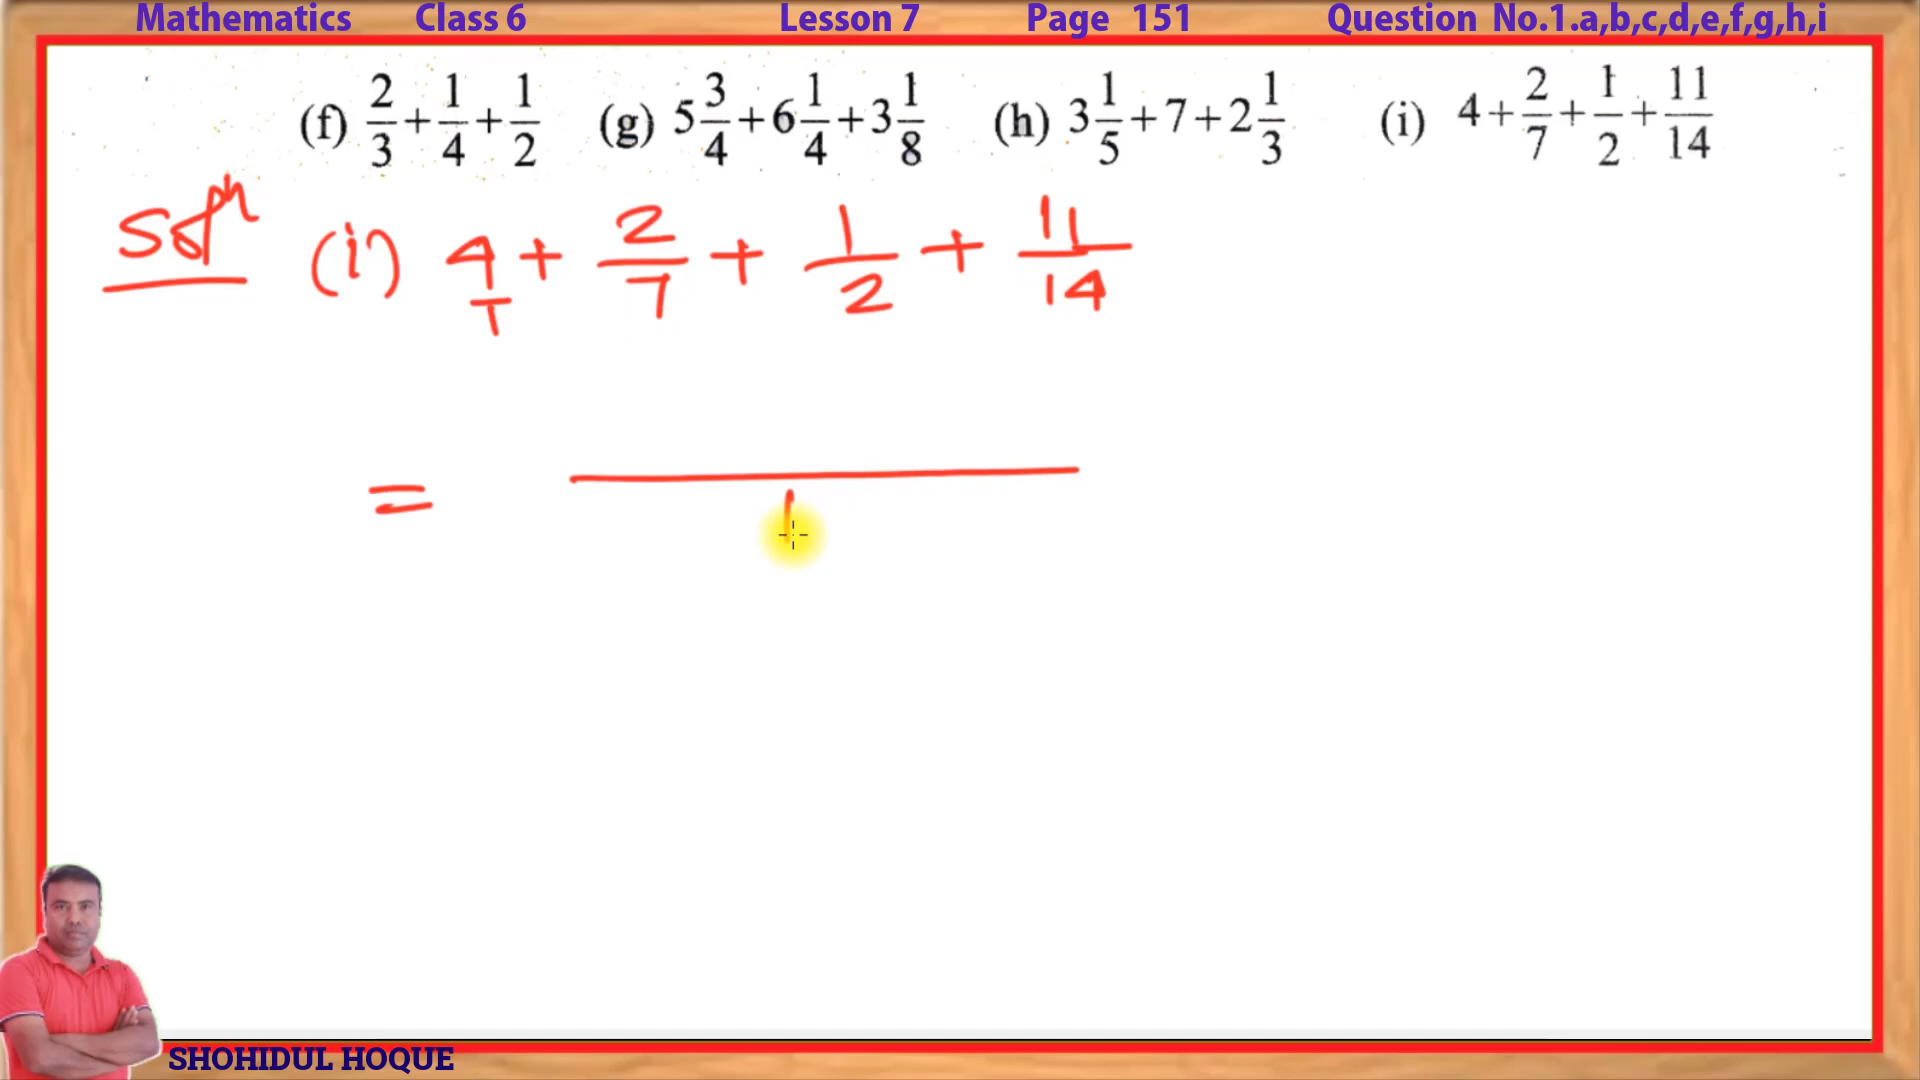 Mathematics Class 6 Lesson 7 Page 151 Question No.1.a,b,c,d,e,f,g,h,i
(f) 2/3 + 1/4 + 1/2 (g) 5 3/4 + 6 1/4 + 3 1/8 (h) 3 1/5 + 7 + 2 1/3 (i) 4 + 2/7 + 1/2 + 11/14
Solⁿ (i) 4/1 + 2/7 + 1/2 + 11/14
= 1
SHOHIDUL HOQUE